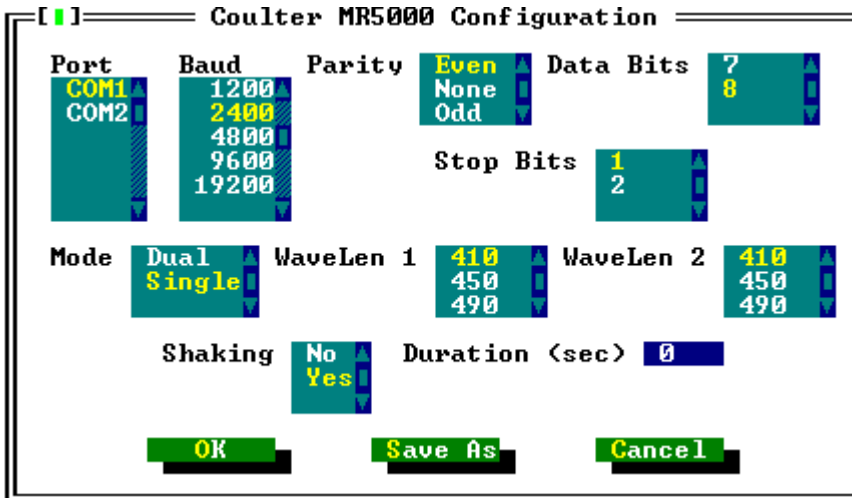 [ ] Coulter MR5000 Configuration
Port Baud Parity Even Data Bits 7
COM1 1200 None 8
COM2 2400 Odd
4800
9600 Stop Bits 1
19200 2
Mode Dual WaveLen 1 410 WaveLen 2 410
Single 450 450
490 490
Shaking No Duration (sec) 0
Yes
OK Save As Cancel